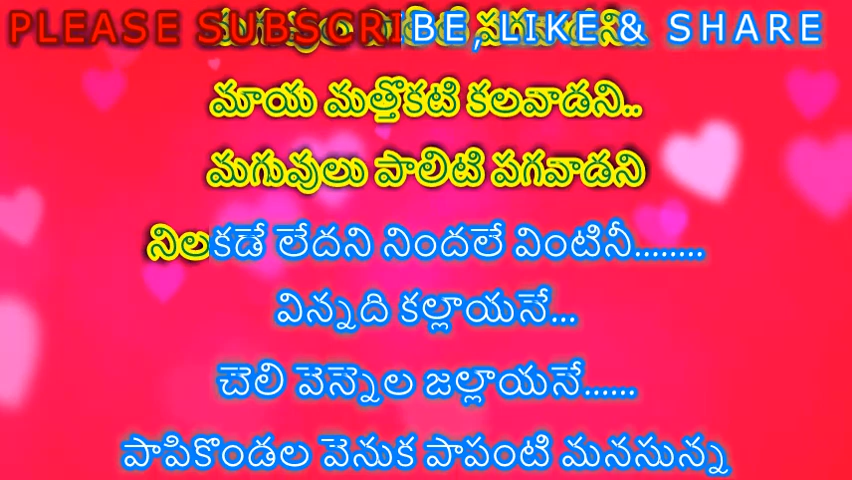 PLEASE SUBSCRIBE, LIKE & SHARE
మాయ మత్తొకటి కలవాడని..
మగువులు పాలిటి పగవాడని
నిలకడే లేదని నిందలే వింటినీ........
విన్నది కల్లాయనే...
చెలి వెన్నెల జల్లాయనే......
పాపికొండల వెనుక పాపంటి మనసున్న